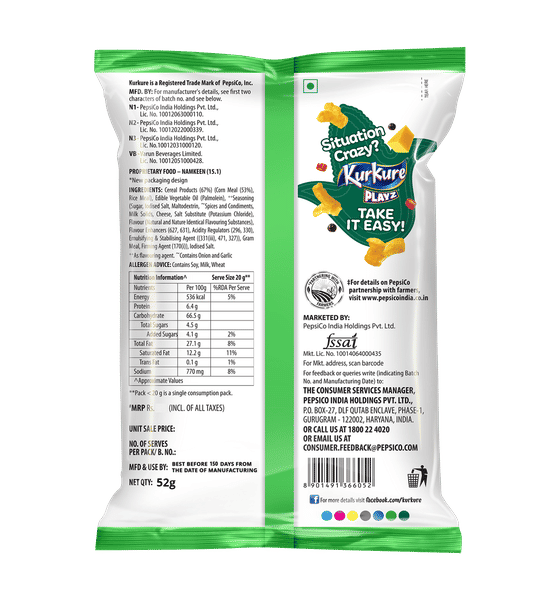 Kurkure is a Registered Trade Mark of PepsiCo, Inc.
MFD. BY: For manufacturer's details, see first two
characters of batch no. and see below.
N1- PepsiCo India Holdings Pvt. Ltd.,
Lic. No. 10012063000110.
N2- PepsiCo India Holdings Pvt. Ltd.,
Lic. No. 10012022000339.
N3- PepsiCo India Holdings Pvt. Ltd.,
Lic. No. 10012031000120.
VB- Varun Beverages Limited.
Lic. No. 10012051000428.
PROPRIETARY FOOD – NAMKEEN (15.1)
*New packaging design
INGREDIENTS: Cereal Products (67%) (Corn Meal (53%),
Rice Meal), Edible Vegetable Oil (Palmolein), **Seasoning
(Sugar, Iodised Salt, Maltodextrin, ^Spices and Condiments,
Milk Solids, Cheese, Salt Substitute (Potassium Chloride),
Flavour (Natural and Nature Identical Flavouring Substances),
Flavour Enhancers (627, 631), Acidity Regulators (296, 330),
Emulsifying & Stabilising Agent ((331(iii), 471, 327)), Gram
Meal, Firming Agent (170(i)), Iodised Salt.
**As flavouring agent. ^Contains Onion and Garlic
ALLERGEN ADVICE: Contains Soy, Milk, Wheat
Nutrition Information^ Serve Size 20 g**
Nutrients Per 100g %RDA Per Serve
Energy 536 kcal 5%
Protein 6.4 g
Carbohydrate 66.5 g
Total Sugars 4.5 g
Added Sugars 4.1 g 2%
Total Fat 27.1 g 8%
Saturated Fat 12.2 g 11%
Trans Fat 0.1 g 1%
Sodium 770 mg 8%
^Approximate Values
**Pack < 20 g is a single consumption pack.
*MRP Rs. (INCL. OF ALL TAXES)
UNIT SALE PRICE:
NO. OF SERVES
PER PACK/ B. NO.:
MFD & USE BY: BEST BEFORE 150 DAYS FROM
THE DATE OF MANUFACTURING
NET QTY: 52g
Situation
Crazy?
Kurkure
PLAYZ
TAKE
IT EASY!
‡For details on PepsiCo
partnership with farmers,
visit www.pepsicoindia.co.in
MARKETED BY:
PepsiCo India Holdings Pvt. Ltd.
fssai
Mkt. Lic. No. 10014064000435
For Mkt. address, scan barcode
For feedback or queries write (indicating Batch
No. and Manufacturing Date) to:
THE CONSUMER SERVICES MANAGER,
PEPSICO INDIA HOLDINGS PVT. LTD.,
P.O. BOX-27, DLF QUTAB ENCLAVE, PHASE-1,
GURUGRAM - 122002, HARYANA, INDIA.
OR CALL US AT 1800 22 4020
OR EMAIL US AT
CONSUMER.FEEDBACK@PEPSICO.COM
8 901491 366052
f For more details visit facebook.com/kurkure